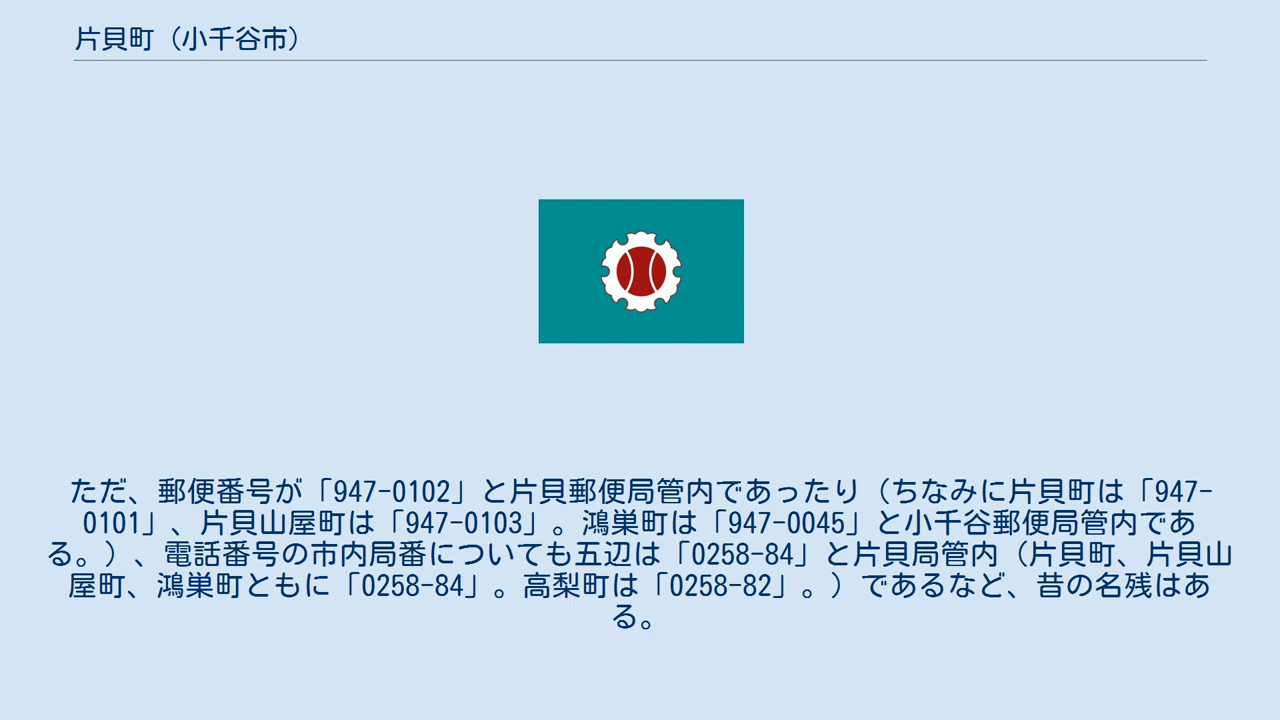 片貝町（小千谷市）
ただ、郵便番号が「947-0102」と片貝郵便局管内であったり（ちなみに片貝町は「947-
0101」、片貝山屋町は「947-0103」。鴻巣町は「947-0045」と小千谷郵便局管内であ
る。）、電話番号の市内局番についても五辺は「0258-84」と片貝局管内（片貝町、片貝山
屋町、鴻巣町ともに「0258-84」。高梨町は「0258-82」。）であるなど、昔の名残はあ
る。